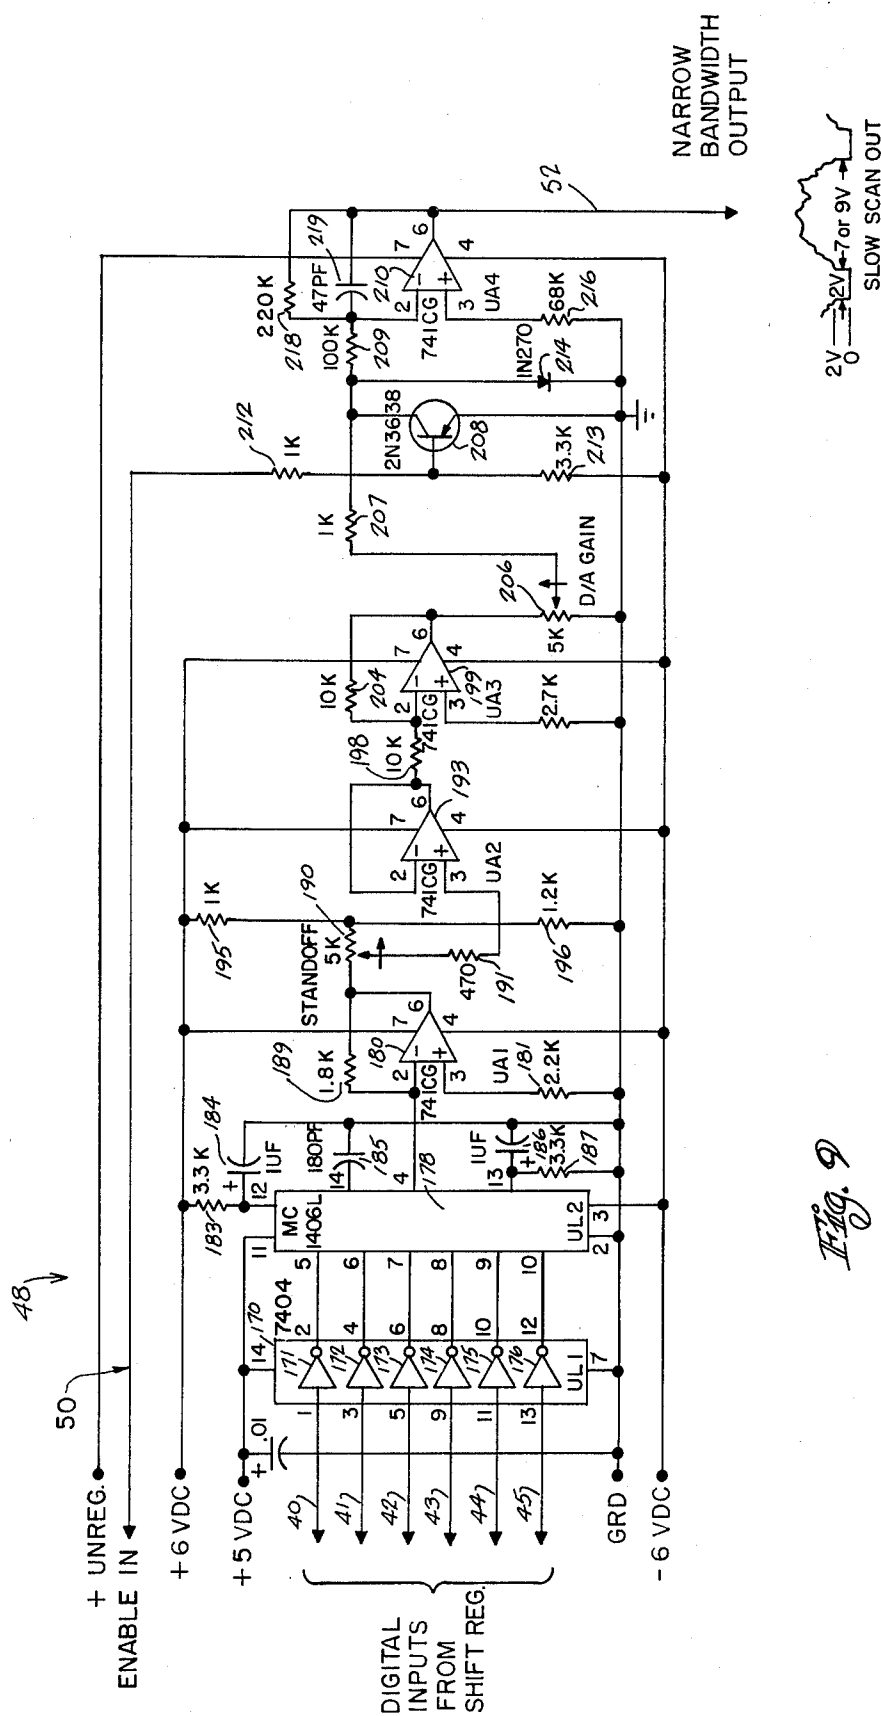 48
50
+ UNREG.
ENABLE IN
+6 VDC
+5 VDC
+
.01
DIGITAL
INPUTS
FROM
SHIFT REG.
40
41
42
43
44
45
GRD
-6 VDC
1
3
5
9
11
13
14
170
7404
171
172
173
174
175
176
UL1
7
2
4
6
8
10
12
5
6
7
8
9
10
11
MC
1406L
UL2
2
3
178
183
3.3K
184
+
1UF
12
180PF
14
185
4
1UF
13
+
186
3.3K
187
189
1.8K
180
2
-
+
3
7
6
4
741CG
UA1
181
2.2K
STANDOFF
5K
190
195
1K
470
191
196
1.2K
2
-
+
3
7
6
4
741CG
UA2
193
198
10K
10K
204
2
-
+
3
7
6
4
741CG
199
UA3
2.7K
206
5K
D/A GAIN
1K
207
212
1K
2N3638
208
3.3K
213
1N270
214
100K
209
220K
218
47PF
219
210
2
-
+
3
7
6
4
741CG
UA4
68K
216
52
NARROW
BANDWIDTH
OUTPUT
2V
0
2V
7 or 9V
SLOW SCAN OUT
Fig. 9